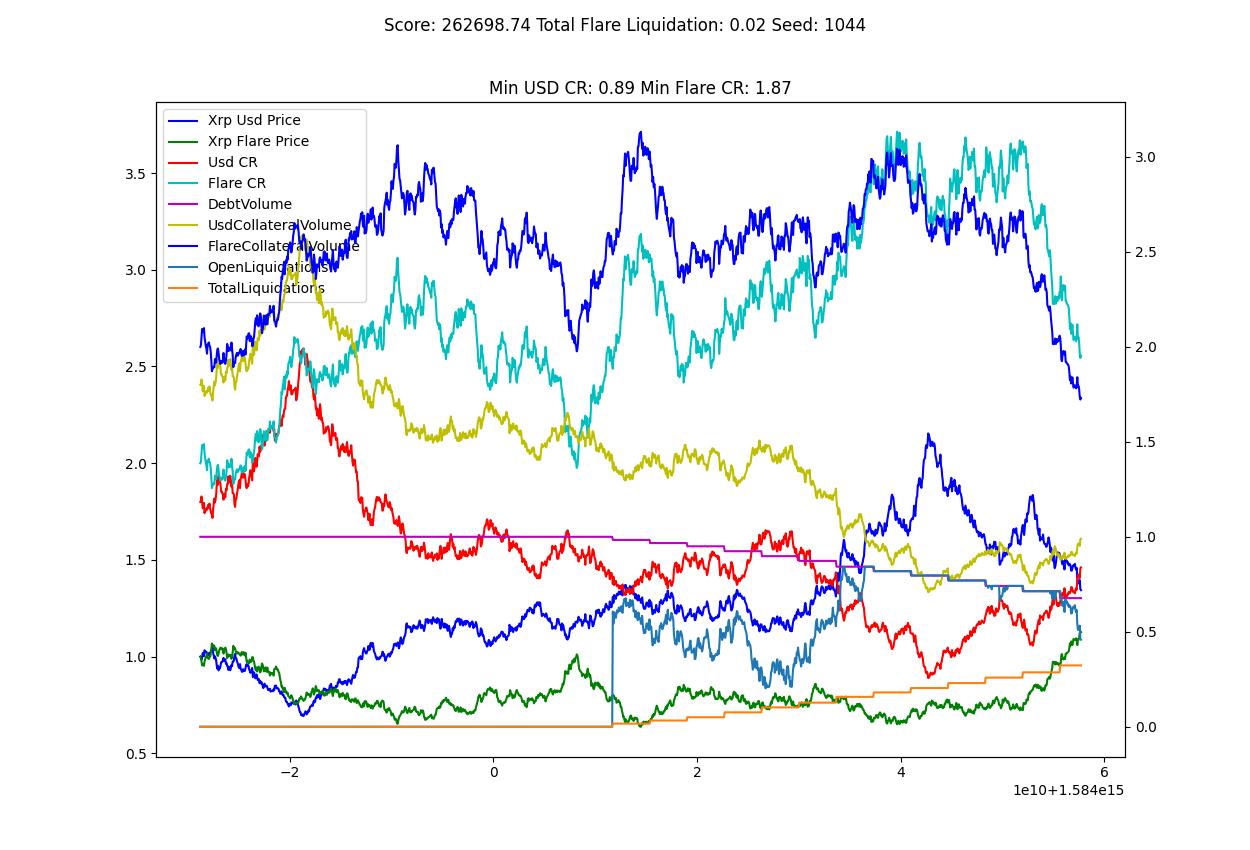 Score: 262698.74 Total Flare Liquidation: 0.02 Seed: 1044
Min USD CR: 0.89 Min Flare CR: 1.87
Xrp Usd Price
Xrp Flare Price
Usd CR
Flare CR
DebtVolume
UsdCollateralVolume
FlareCollateralVolume
OpenLiquidations
TotalLiquidations
3.5
3.0
2.5
2.0
1.5
1.0
0.5
3.0
2.5
2.0
1.5
1.0
0.5
0.0
−2
0
2
4
6
1e10+1.584e15